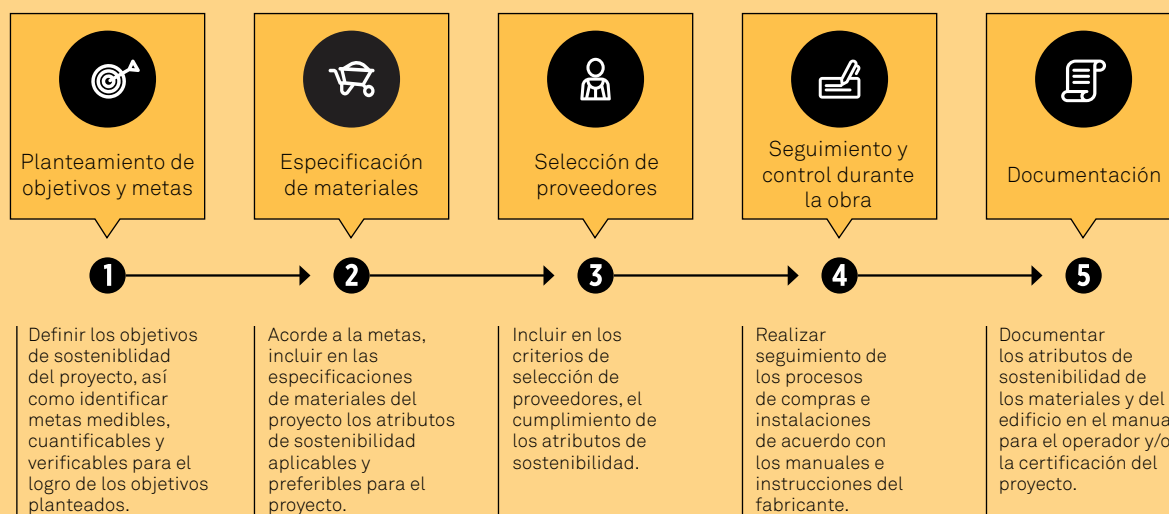 Planteamiento de
objetivos y metas
1
Definir los objetivos
de sosteniblidad
del proyecto, así
como identificar
metas medibles,
cuantificables y
verificables para el
logro de los objetivos
planteados.
Especificación
de materiales
2
Acorde a la metas,
incluir en las
especificaciones
de materiales del
proyecto los atributos
de sostenibilidad
aplicables y
preferibles para el
proyecto.
Selección de
proveedores
3
Incluir en los
criterios de
selección de
proveedores, el
cumplimiento de
los atributos de
sostenibilidad.
Seguimiento y
control durante
la obra
4
Realizar
seguimiento de
los procesos
de compras e
instalaciones
de acuerdo con
los manuales e
instrucciones del
fabricante.
Documentación
5
Documentar
los atributos de
sostenibilidad de
los materiales y del
edificio en el manua
para el operador y/o
la certificación del
proyecto.